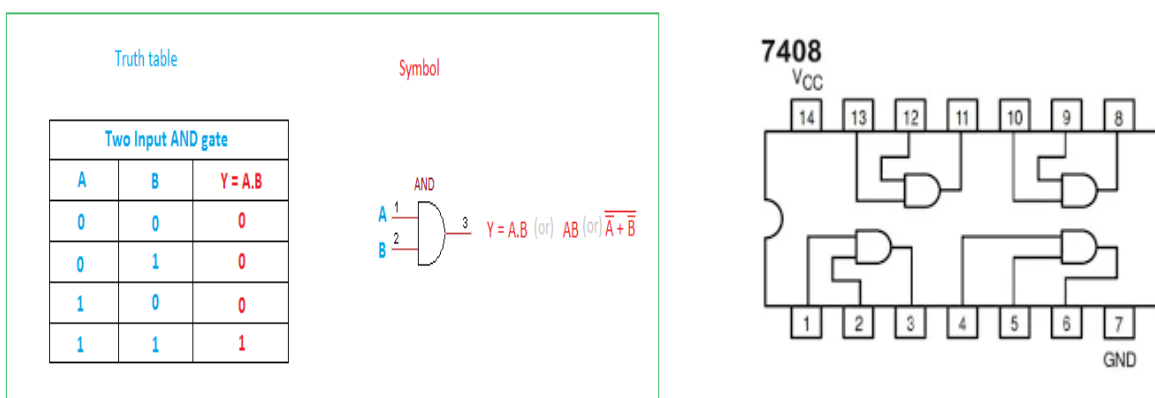 Truth table
Two Input AND gate
A B Y = A.B
0 0 0
0 1 0
1 0 0
1 1 1
Symbol
AND
A 1
B 2
3
Y = A.B (or) AB (or) A̅ + B̅
7408
VCC
14 13 12 11 10 9 8
1 2 3 4 5 6 7
GND